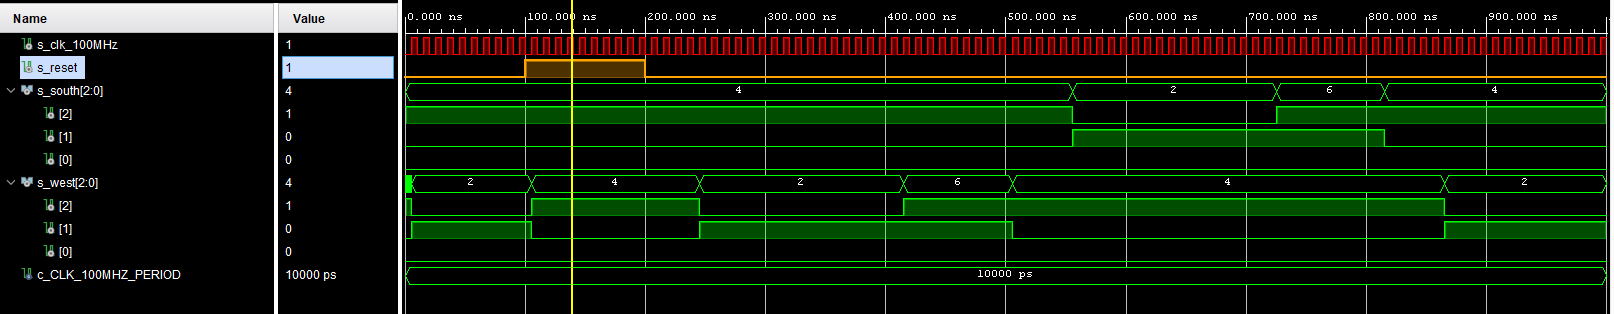 Name Value 0.000 ns 100.000 ns 200.000 ns 300.000 ns 400.000 ns 500.000 ns 600.000 ns 700.000 ns 800.000 ns 900.000 ns
s_clk_100MHz 1
s_reset 1
s_south[2:0] 4 4 2 6 4
[2] 1
[1] 0
[0] 0
s_west[2:0] 4 2 4 2 6 4 2
[2] 1
[1] 0
[0] 0
c_CLK_100MHZ_PERIOD 10000 ps 10000 ps